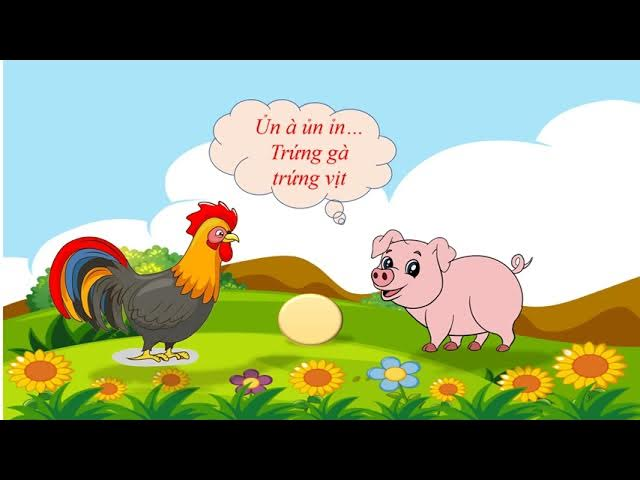 Ủn à ủn ỉn...
Trứng gà
trứng vịt